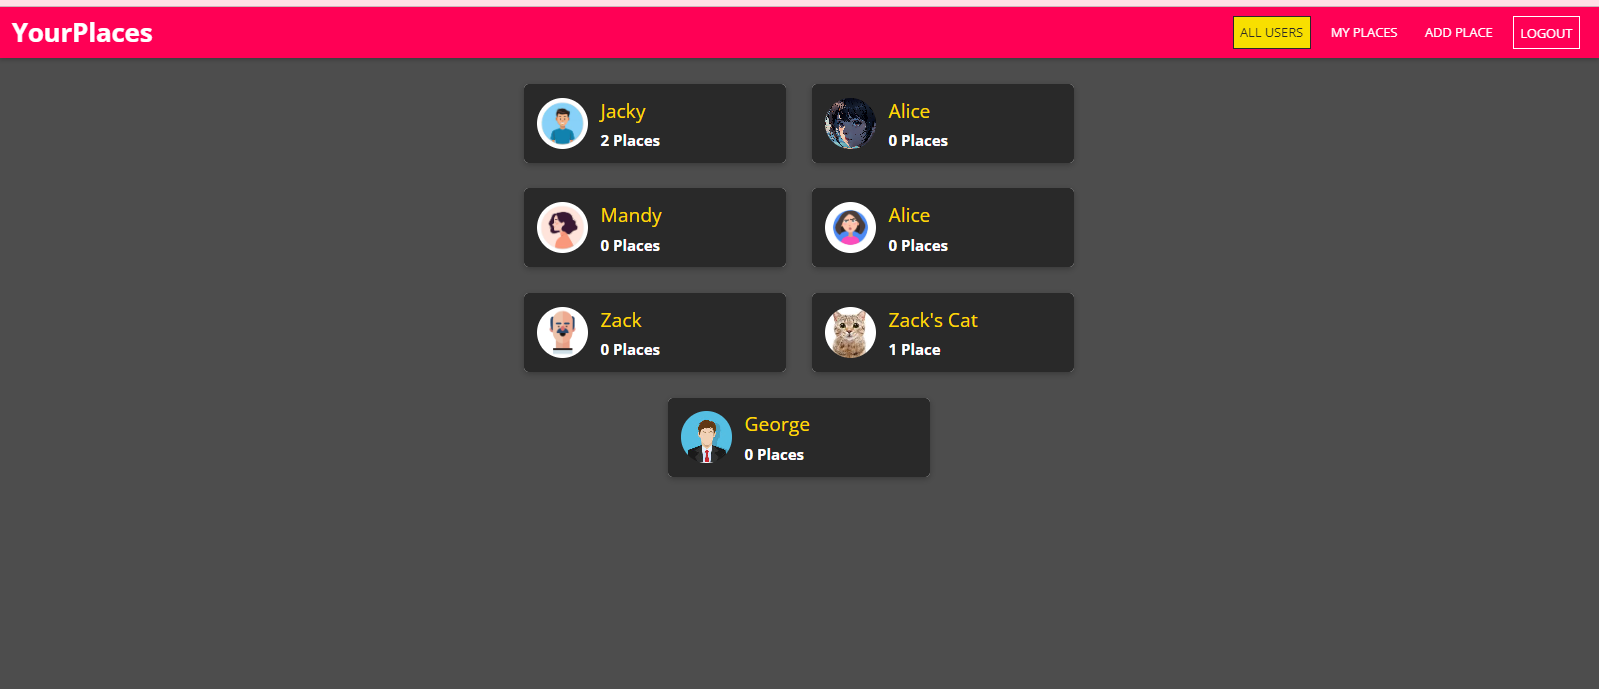 YourPlaces
ALL USERS MY PLACES ADD PLACE LOGOUT
Jacky
2 Places
Alice
0 Places
Mandy
0 Places
Alice
0 Places
Zack
0 Places
Zack's Cat
1 Place
George
0 Places